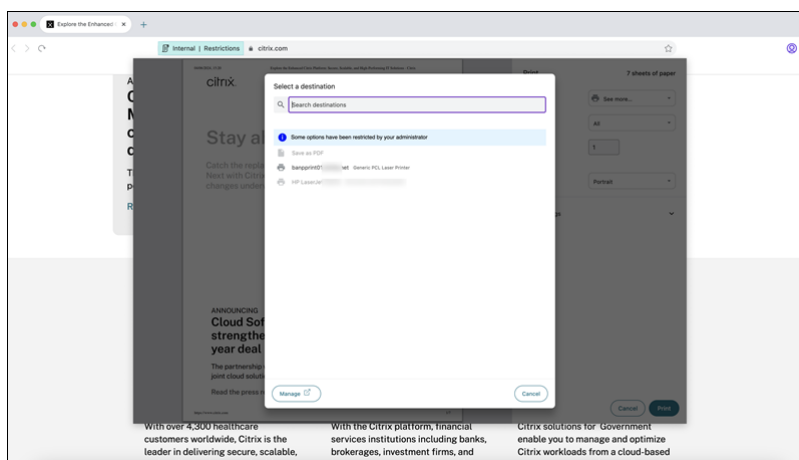 Explore the Enhanced
Internal | Restrictions
citrix.com
citrix
Stay al
Catch the repla
Next with Citrix
changes under
ANNOUNCING
Cloud Sof
strengthe
year deal
The partnership
joint cloud soluti
Read the press r
Print
7 sheets of paper
See more...
All
1
Portrait
Cancel
Print
Select a destination
Search destinations
Some options have been restricted by your administrator
Save as PDF
banpprint01 net Generic PCL Laser Printer
HP LaserJe
Manage
Cancel
With over 4,300 healthcare
customers worldwide, Citrix is the
leader in delivering secure, scalable,
With the Citrix platform, financial
services institutions including banks,
brokerages, investment firms, and
Citrix solutions for Government
enable you to manage and optimize
Citrix workloads from a cloud-based